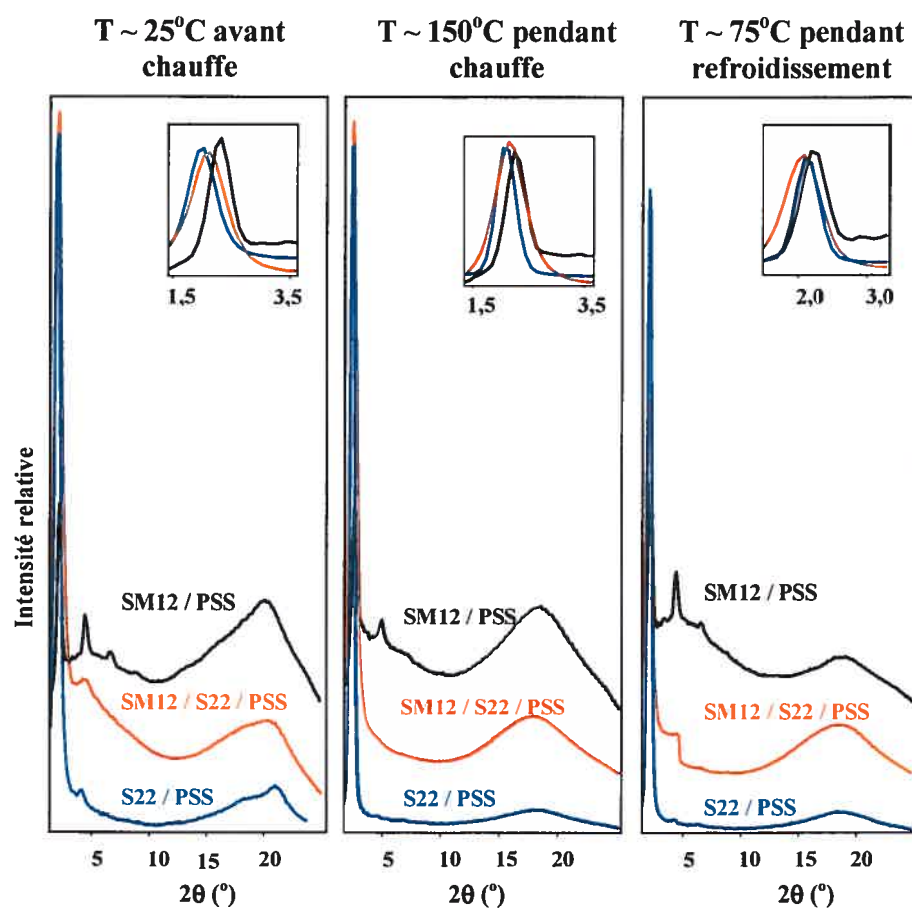 T ~ 25°C avant
chauffe
T ~ 150°C pendant
chauffe
T ~ 75°C pendant
refroidissement
1,5 3,5
1,5 3,5
2,0 3,0
Intensité relative
SM12 / PSS
SM12 / S22 / PSS
S22 / PSS
SM12 / PSS
SM12 / S22 / PSS
S22 / PSS
SM12 / PSS
SM12 / S22 / PSS
S22 / PSS
5 10 15 20
5 10 15 20
5 10 15 20
2θ (°)
2θ (°)
2θ (°)